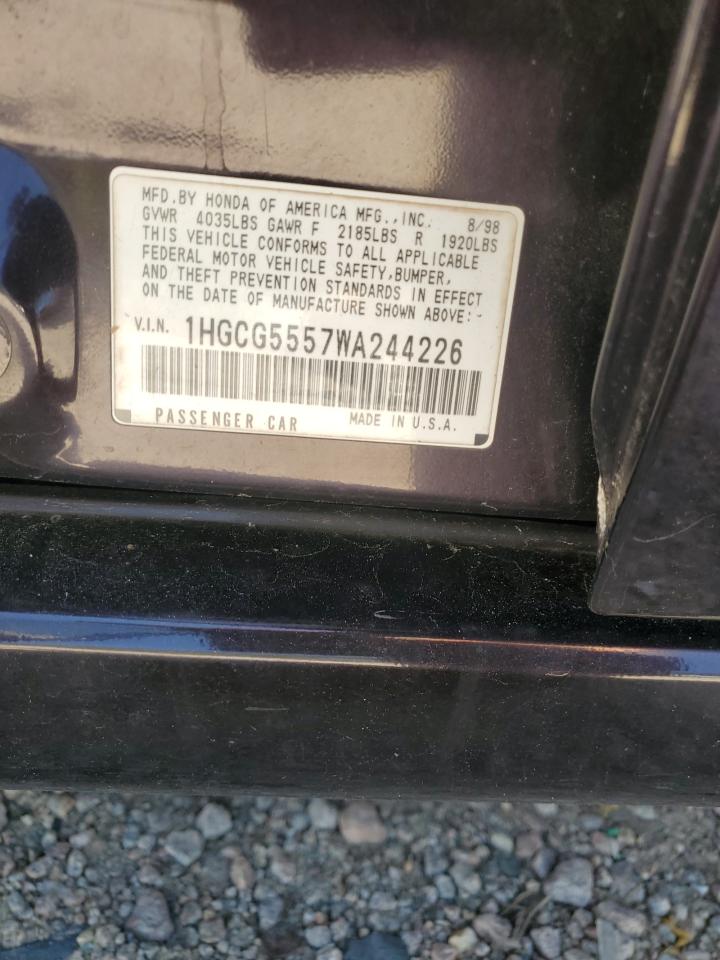 MFD.BY HONDA OF AMERICA MFG.,INC. 8/98
GVWR 4035LBS GAWR F 2185LBS R 1920LBS
THIS VEHICLE CONFORMS TO ALL APPLICABLE
FEDERAL MOTOR VEHICLE SAFETY,BUMPER,
AND THEFT PREVENTION STANDARDS IN EFFECT
ON THE DATE OF MANUFACTURE SHOWN ABOVE:-
V.I.N. 1HGCG5557WA244226
PASSENGER CAR MADE IN U.S.A.